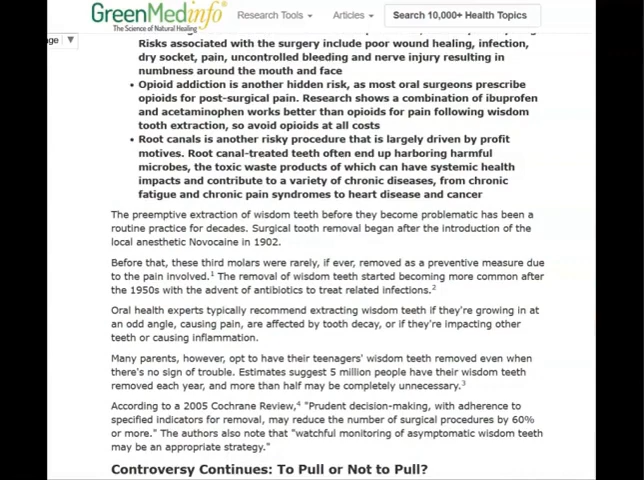 GreenMedinfo
The Science of Natural Healing
Research Tools
Articles
Search 10,000+ Health Topics
ge
Risks associated with the surgery include poor wound healing, infection,
dry socket, pain, uncontrolled bleeding and nerve injury resulting in
numbness around the mouth and face
• Opioid addiction is another hidden risk, as most oral surgeons prescribe
opioids for post-surgical pain. Research shows a combination of ibuprofen
and acetaminophen works better than opioids for pain following wisdom
tooth extraction, so avoid opioids at all costs
• Root canals is another risky procedure that is largely driven by profit
motives. Root canal-treated teeth often end up harboring harmful
microbes, the toxic waste products of which can have systemic health
impacts and contribute to a variety of chronic diseases, from chronic
fatigue and chronic pain syndromes to heart disease and cancer
The preemptive extraction of wisdom teeth before they become problematic has been a
routine practice for decades. Surgical tooth removal began after the introduction of the
local anesthetic Novocaine in 1902.
Before that, these third molars were rarely, if ever, removed as a preventive measure due
to the pain involved.¹ The removal of wisdom teeth started becoming more common after
the 1950s with the advent of antibiotics to treat related infections.²
Oral health experts typically recommend extracting wisdom teeth if they're growing in at
an odd angle, causing pain, are affected by tooth decay, or if they're impacting other
teeth or causing inflammation.
Many parents, however, opt to have their teenagers' wisdom teeth removed even when
there's no sign of trouble. Estimates suggest 5 million people have their wisdom teeth
removed each year, and more than half may be completely unnecessary.³
According to a 2005 Cochrane Review,⁴ "Prudent decision-making, with adherence to
specified indicators for removal, may reduce the number of surgical procedures by 60%
or more." The authors also note that "watchful monitoring of asymptomatic wisdom teeth
may be an appropriate strategy."
Controversy Continues: To Pull or Not to Pull?